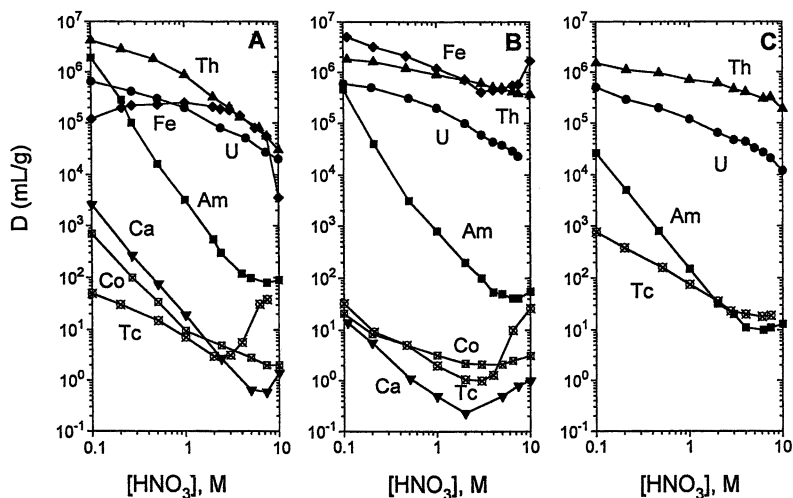 D (mL/g)
10⁷
10⁶
10⁵
10⁴
10³
10²
10¹
10⁰
10⁻¹
A
Th
Fe
U
Am
Ca
Co
Tc
0.1
1
10
[HNO₃], M
10⁷
10⁶
10⁵
10⁴
10³
10²
10¹
10⁰
10⁻¹
B
Fe
Th
U
Am
Co
Tc
Ca
0.1
1
10
[HNO₃], M
10⁷
10⁶
10⁵
10⁴
10³
10²
10¹
10⁰
10⁻¹
C
Th
U
Am
Tc
0.1
1
10
[HNO₃], M